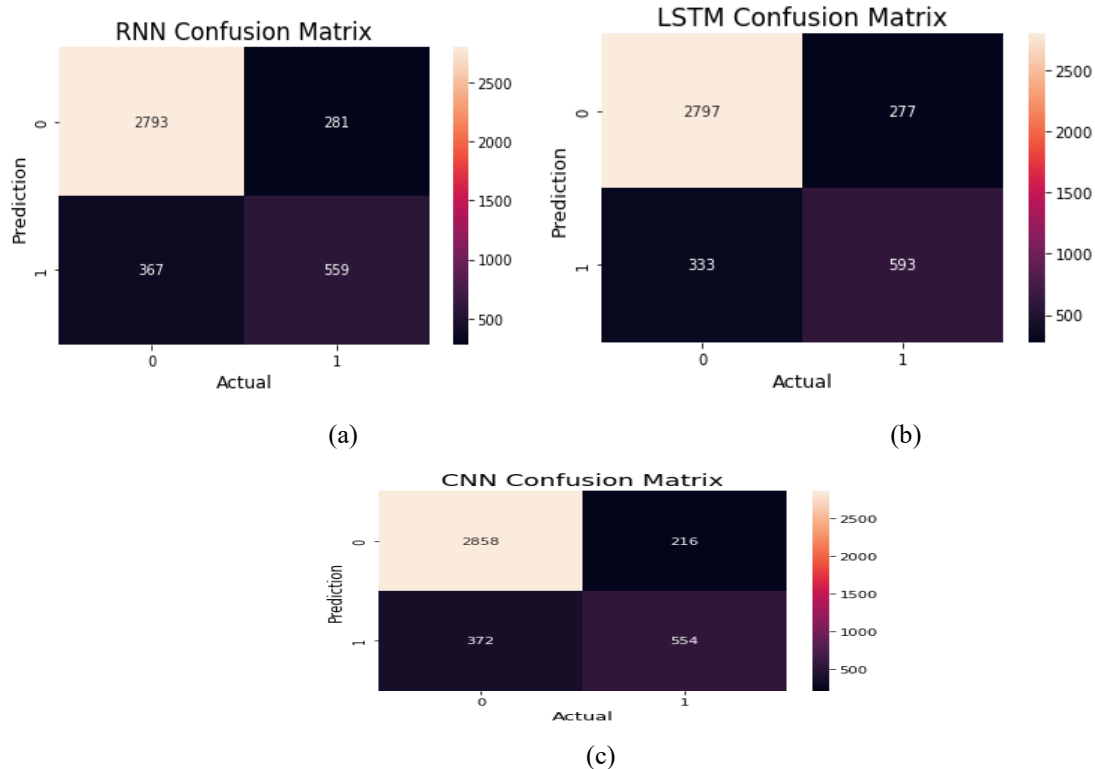 RNN Confusion Matrix
2793 281
367 559
0
1
Prediction
0 1
Actual
2500
2000
1500
1000
500
(a)
LSTM Confusion Matrix
2797 277
333 593
0
1
Prediction
0 1
Actual
2500
2000
1500
1000
500
(b)
CNN Confusion Matrix
2858 216
372 554
0
1
Prediction
0 1
Actual
2500
2000
1500
1000
500
(c)